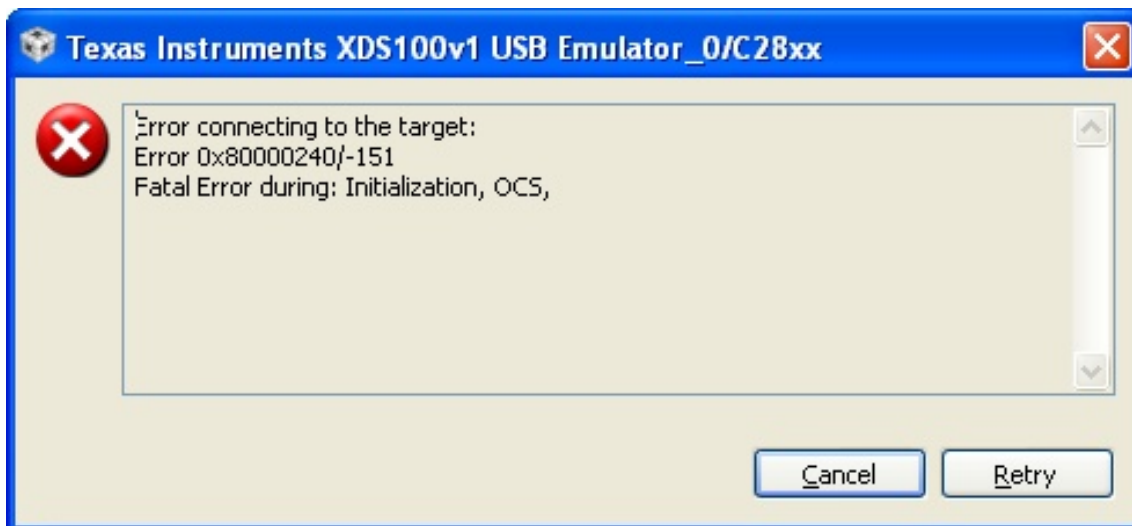 Texas Instruments XDS100v1 USB Emulator_0/C28xx
Error connecting to the target:
Error 0x80000240/-151
Fatal Error during: Initialization, OCS,
Cancel
Retry